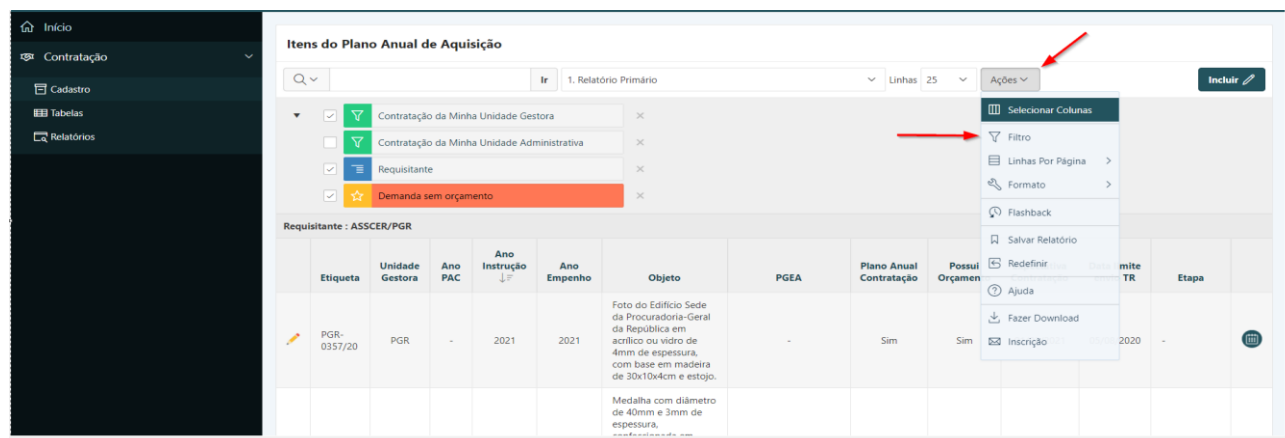 Início
Contratação
Cadastro
Tabelas
Relatórios
Itens do Plano Anual de Aquisição
Ir 1. Relatório Primário Linhas 25 Ações Incluir
Contratação da Minha Unidade Gestora
Contratação da Minha Unidade Administrativa
Requisitante
Demanda sem orçamento
Selecionar Colunas
Filtro
Linhas Por Página
Formato
Flashback
Salvar Relatório
Redefinir
Ajuda
Fazer Download
Inscrição
Requisitante : ASSCER/PGR
Etiqueta
Unidade
Gestora
Ano
PAC
Ano
Instrução
Ano
Empenho
Objeto
PGEA
Plano Anual
Contratação
Possui
TR
Etapa
PGR-
0357/20
PGR
-
2021
2021
Foto do Edifício Sede
da Procuradoria-Geral
da República em
acrílico ou vidro de
4mm de espessura,
com base em madeira
de 30x10x4cm e estojo.
-
Sim
Sim
2020
-
Medalha com diâmetro
de 40mm e 3mm de
espessura,